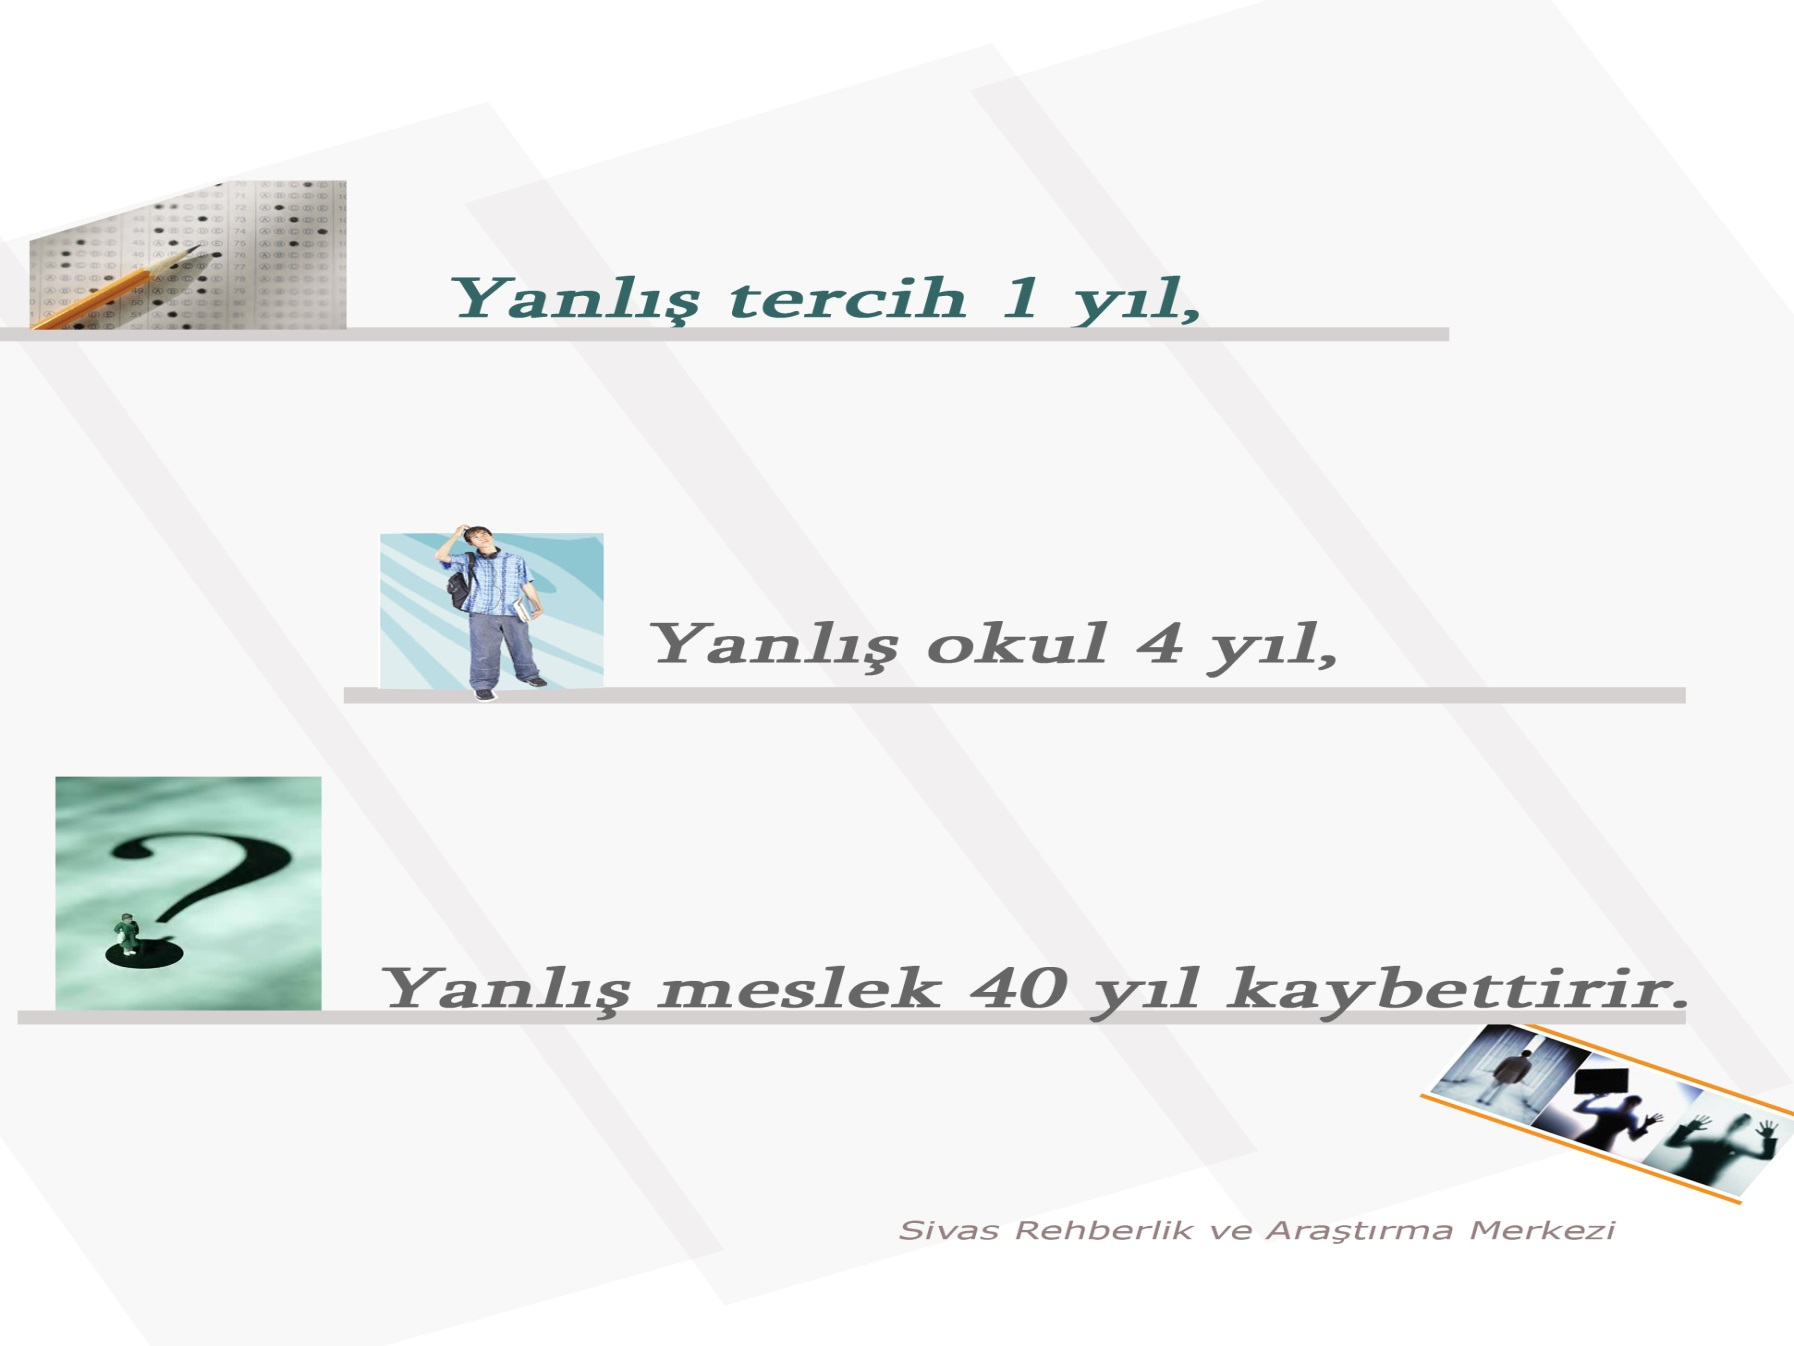 Yanlış tercih 1 yıl,
Yanlış okul 4 yıl,
Yanlış meslek 40 yıl kaybettirir.
Sivas Rehberlik ve Araştırma Merkezi